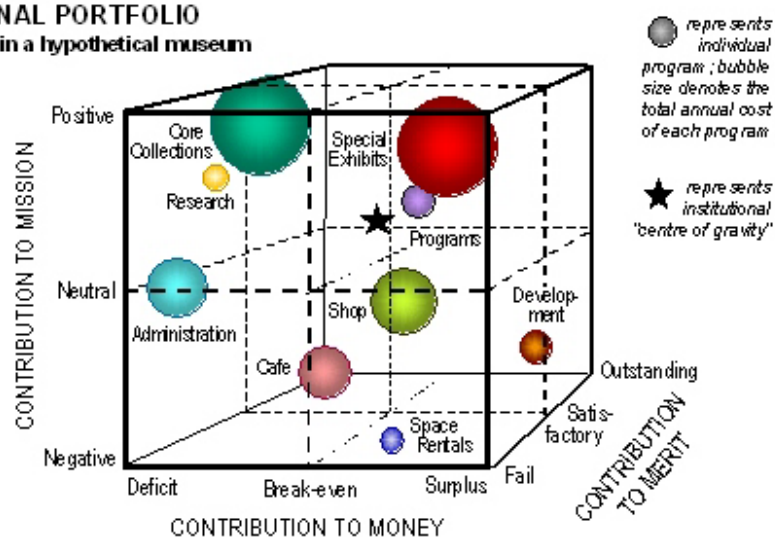 NAL PORTFOLIO
in a hypothetical museum
represents
individual
program; bubble
size denotes the
total annual cost
of each program
represents
institutional
"centre of gravity"
CONTRIBUTION TO MISSION
Positive
Neutral
Negative
Core
Collections
Special
Exhibits
Research
Programs
Administration
Shop
Develop-
ment
Cafe
Space
Rentals
Outstanding
Satis-
factory
Fail
CONTRIBUTION
TO MERIT
Deficit
Break-even
Surplus
CONTRIBUTION TO MONEY